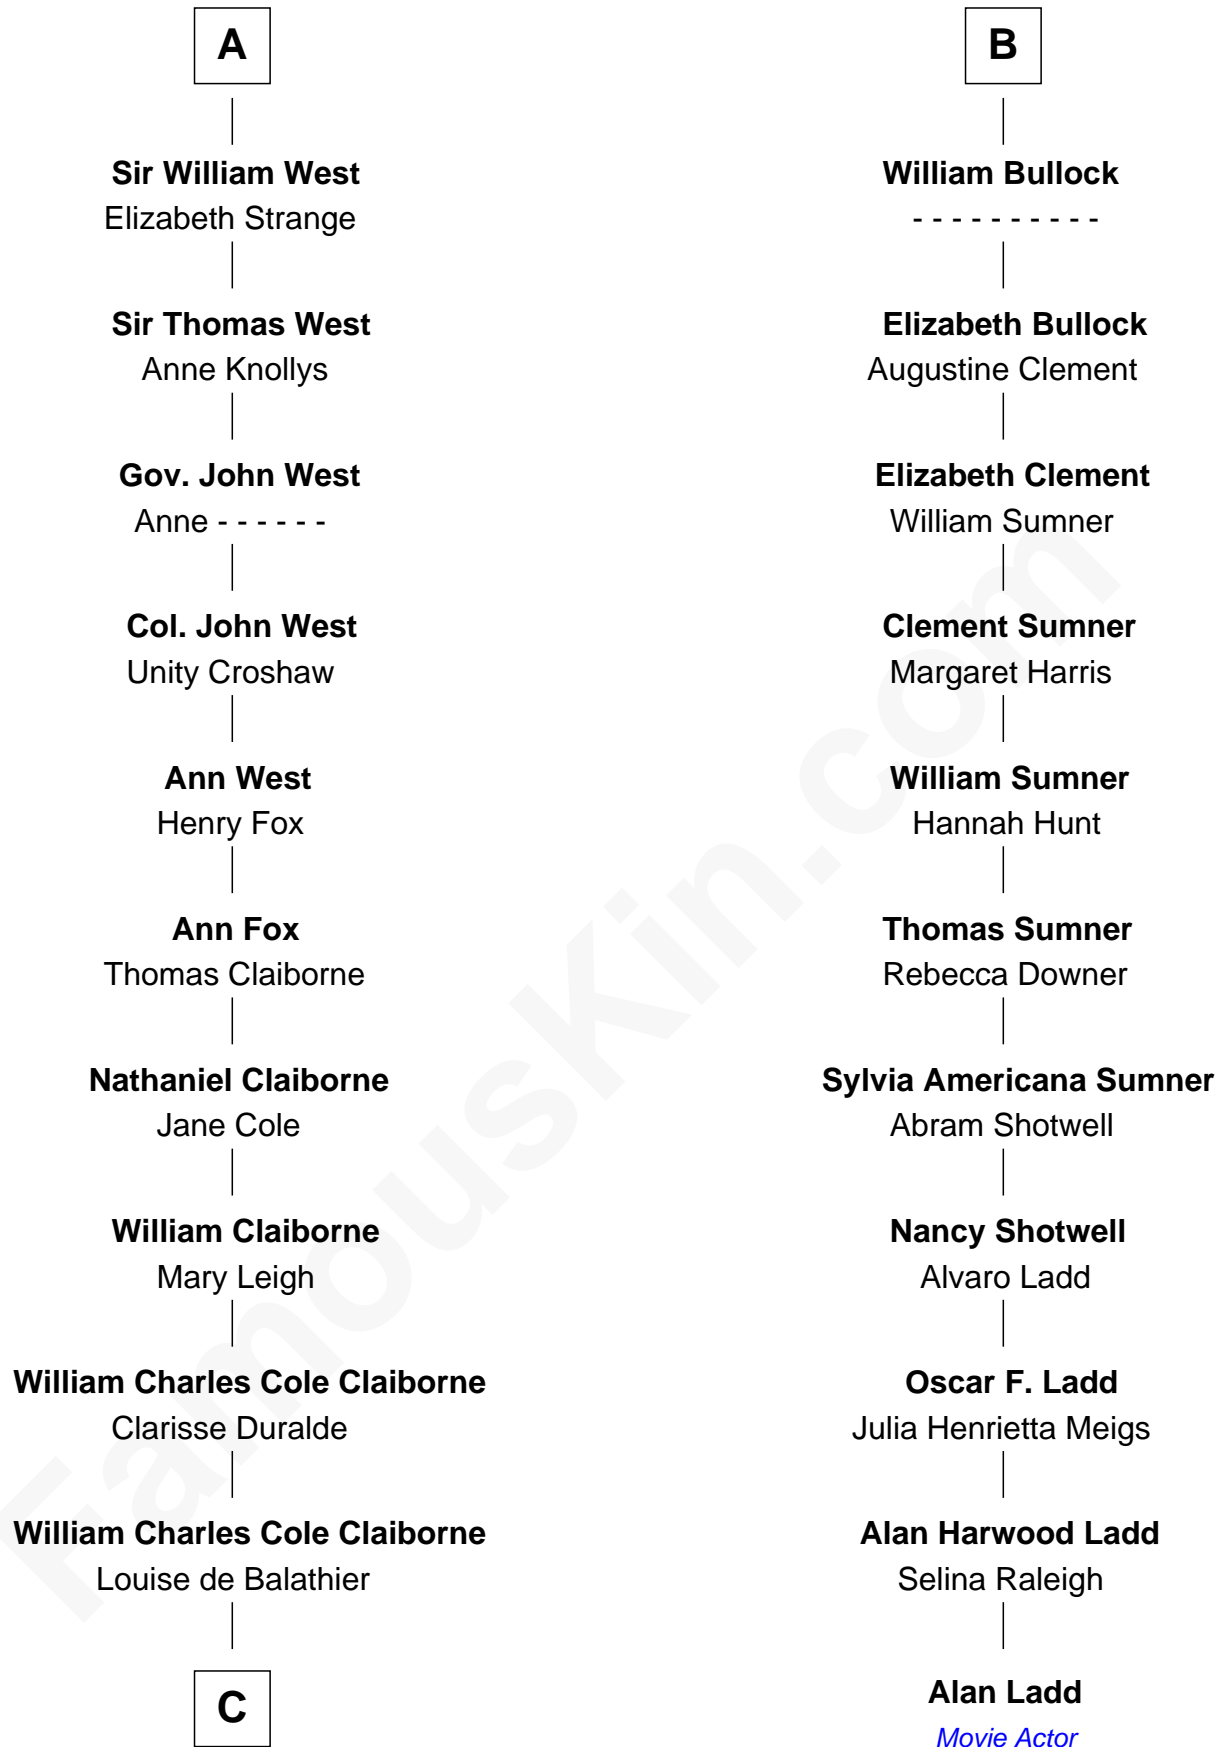 A
Sir William West
Elizabeth Strange
Sir Thomas West
Anne Knollys
Gov. John West
Anne - - - - - -
Col. John West
Unity Croshaw
Ann West
Henry Fox
Ann Fox
Thomas Claiborne
Nathaniel Claiborne
Jane Cole
William Claiborne
Mary Leigh
William Charles Cole Claiborne
Clarisse Duralde
William Charles Cole Claiborne
Louise de Balathier
C
B
William Bullock
- - - - - - - - - -
Elizabeth Bullock
Augustine Clement
Elizabeth Clement
William Sumner
Clement Sumner
Margaret Harris
William Sumner
Hannah Hunt
Thomas Sumner
Rebecca Downer
Sylvia Americana Sumner
Abram Shotwell
Nancy Shotwell
Alvaro Ladd
Oscar F. Ladd
Julia Henrietta Meigs
Alan Harwood Ladd
Selina Raleigh
Alan Ladd
Movie Actor
FamousKin.com